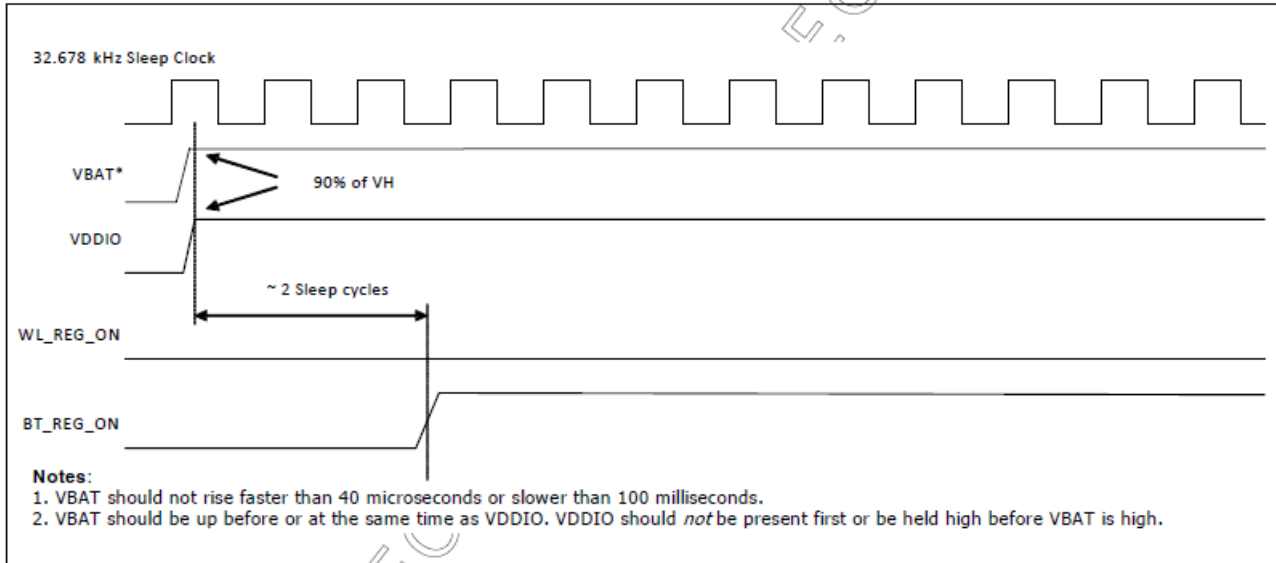 32.678 kHz Sleep Clock
VBAT*
90% of VH
VDDIO
~ 2 Sleep cycles
WL_REG_ON
BT_REG_ON
Notes:
1. VBAT should not rise faster than 40 microseconds or slower than 100 milliseconds.
2. VBAT should be up before or at the same time as VDDIO. VDDIO should not be present first or be held high before VBAT is high.